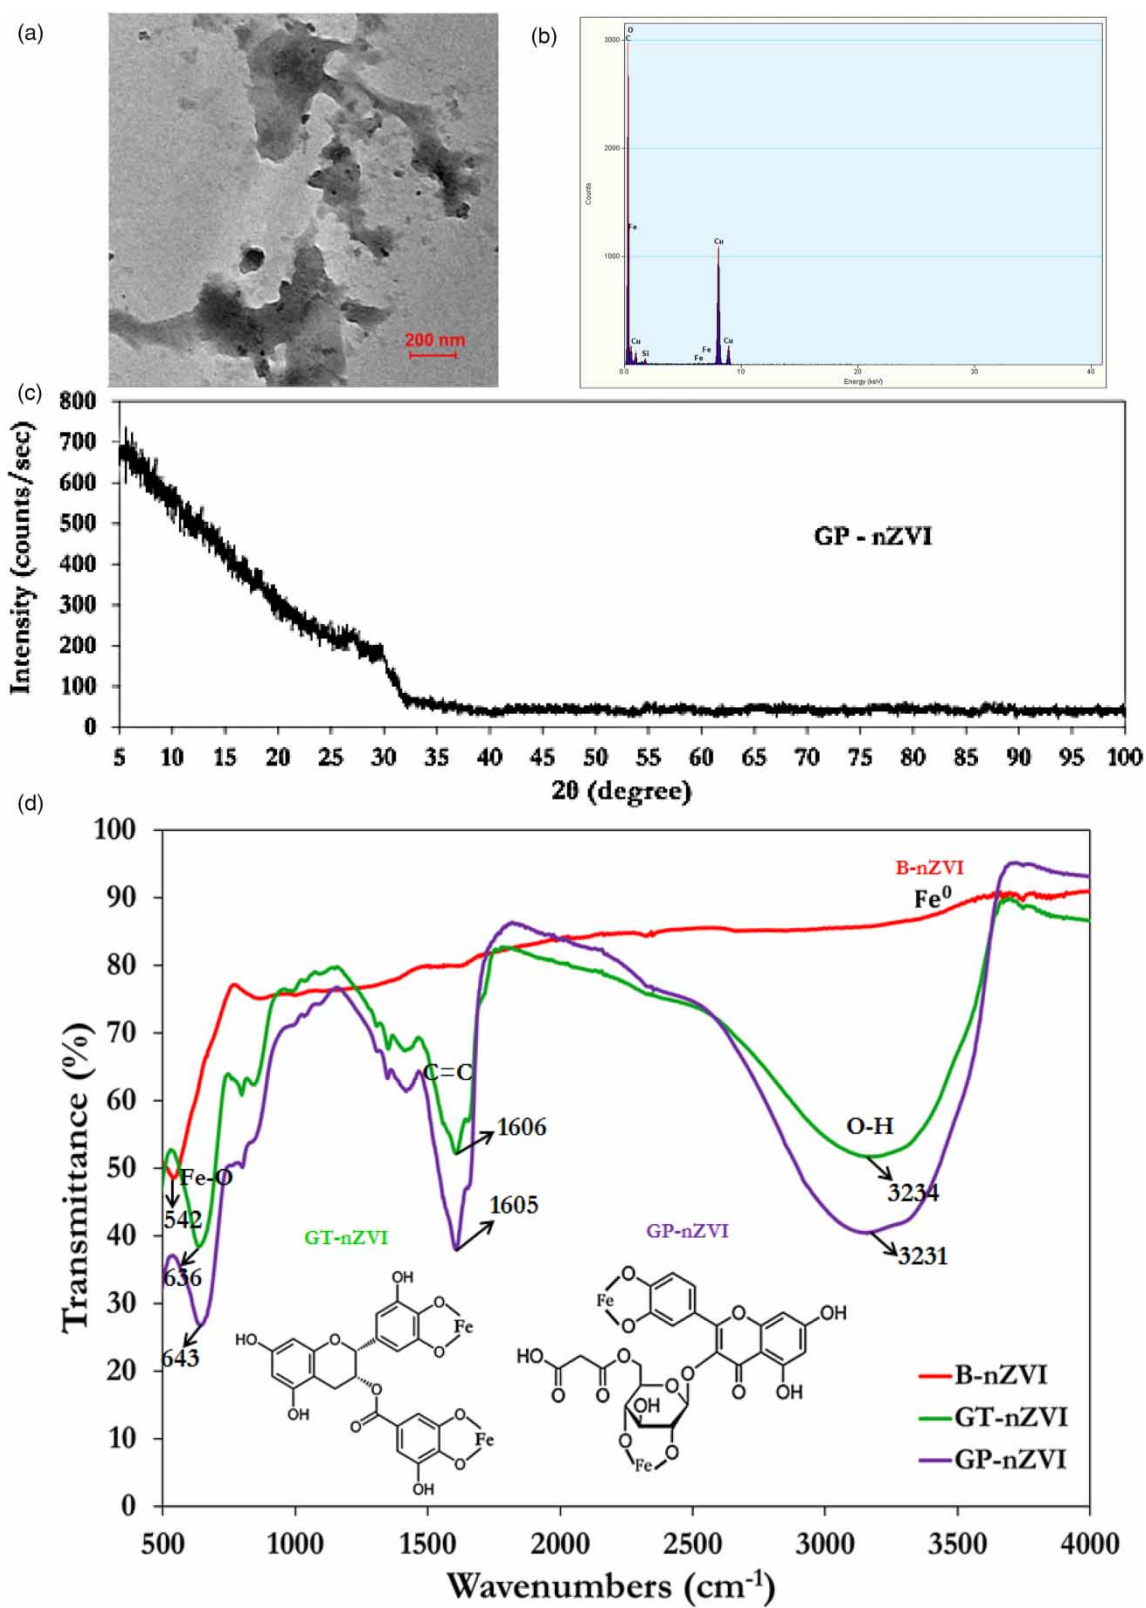 (a)
200 nm
(b)
3000
2000
1000
Counts
O
C
Fe
Cu
Si
Fe
Fe
Cu
Cu
0.0
10
20
30
40
Energy (keV)
(c)
800
700
600
500
400
300
200
100
0
Intensity (counts/sec)
GP - nZVI
5 10 15 20 25 30 35 40 45 50 55 60 65 70 75 80 85 90 95 100
2θ (degree)
(d)
100
90
80
70
60
50
40
30
20
10
0
Transmittance (%)
B-nZVI
Fe⁰
C=C
1606
O-H
3234
Fe-O
542
1605
GT-nZVI
GP-nZVI
3231
636
643
OH
O
Fe
O
HO
O
OH
O
O
O
Fe
O
OH
O
Fe
O
O
OH
HO
O
O
O
O
OH
O
O
O
OH
O
O
Fe
B-nZVI
GT-nZVI
GP-nZVI
500 1000 1500 2000 2500 3000 3500 4000
Wavenumbers (cm⁻¹)